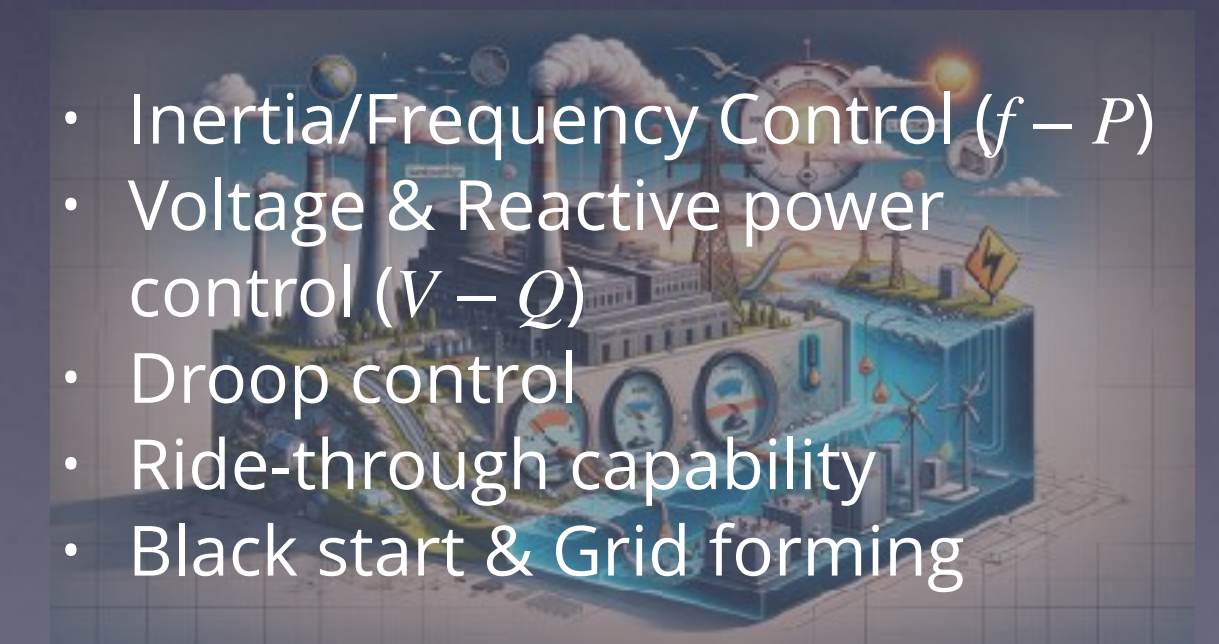 • Inertia/Frequency Control (f – P)
• Voltage & Reactive power
control (V – Q)
• Droop control
• Ride-through capability
• Black start & Grid forming